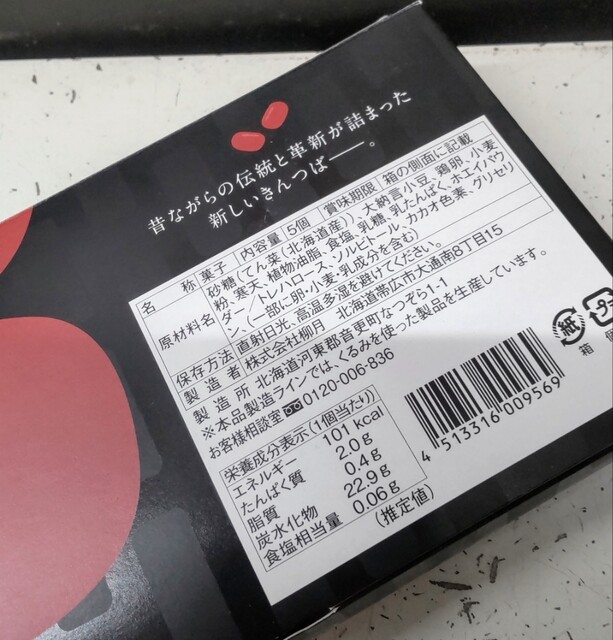 昔ながらの伝統と革新が詰まった
新しいきんつば——。
名 称 菓子 内容量 5個 賞味期限 箱の側面に記載
原材料名 砂糖(てん菜(北海道産))、大納言小豆、鶏卵、小麦
粉、寒天、植物油脂、食塩、乳糖、乳たんぱく、ホエイパウ
ダー／トレハロース、ソルビトール、カカオ色素、グリセリ
ン、(一部に卵・小麦・乳成分を含む)
保存方法 直射日光、高温多湿を避けてください。
製 造 者 株式会社柳月 北海道帯広市大通南8丁目15
製 造 所 北海道河東郡音更町なつぞら1-1
※本品製造ラインでは、くるみを使った製品を生産しています。
お客様相談室 0120-006-836
栄養成分表示(1個当たり)
エネルギー 101 kcal
たんぱく質 2.0g
脂質 0.4g
炭水化物 22.9g
食塩相当量 0.06g
(推定値)
4 513316 009569
紙
箱